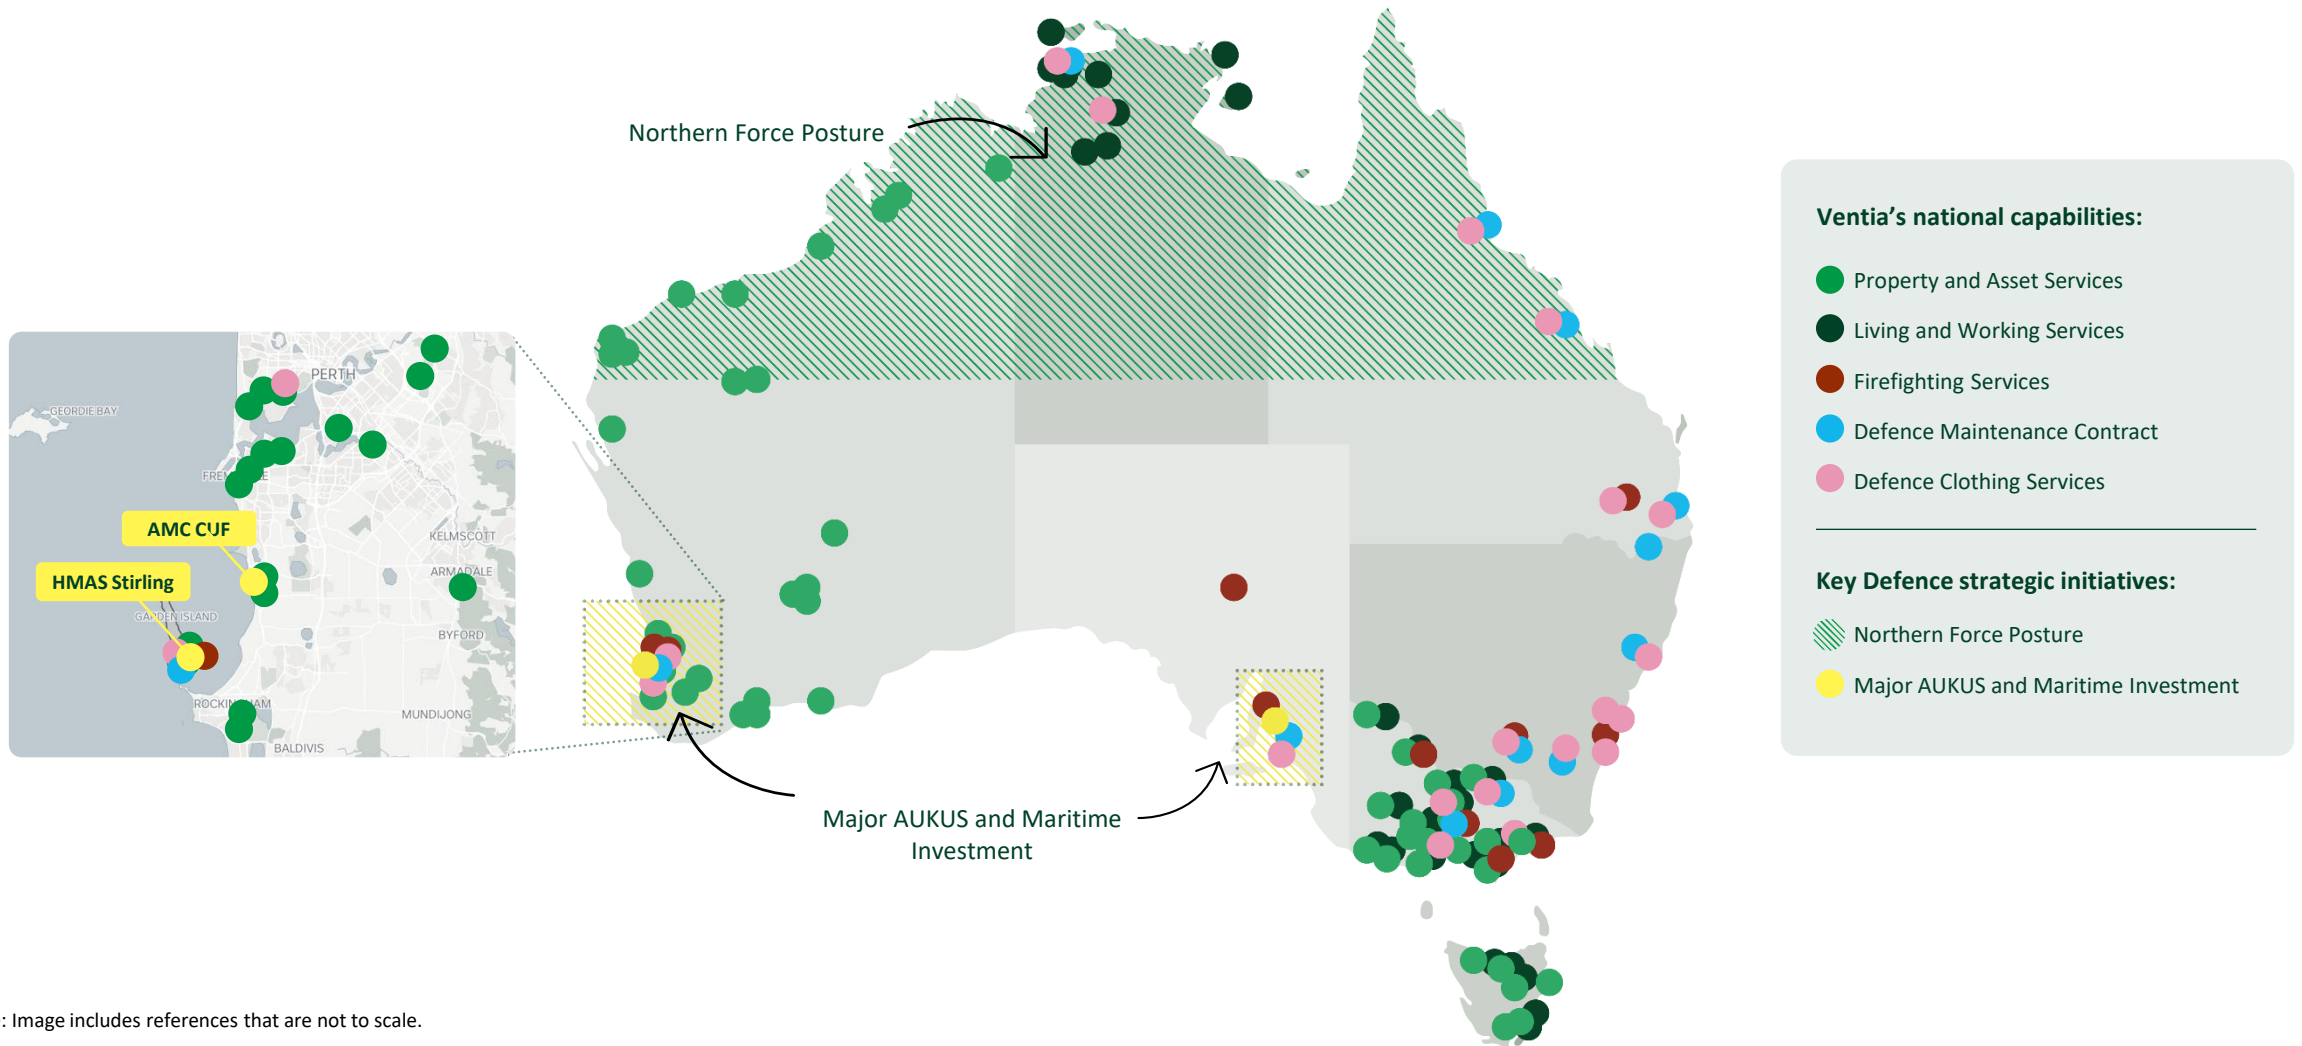 Northern Force Posture
Ventia’s national capabilities:
Property and Asset Services
Living and Working Services
Firefighting Services
Defence Maintenance Contract
Defence Clothing Services
Key Defence strategic initiatives:
Northern Force Posture
Major AUKUS and Maritime Investment
PERTH
GEORDIE BAY
AMC CUF
KELMSCOTT
ARMADALE
HMAS Stirling
GARDEN ISLAND
BYFORD
MUNDIJONG
BALDIVIS
Major AUKUS and Maritime
Investment
: Image includes references that are not to scale.